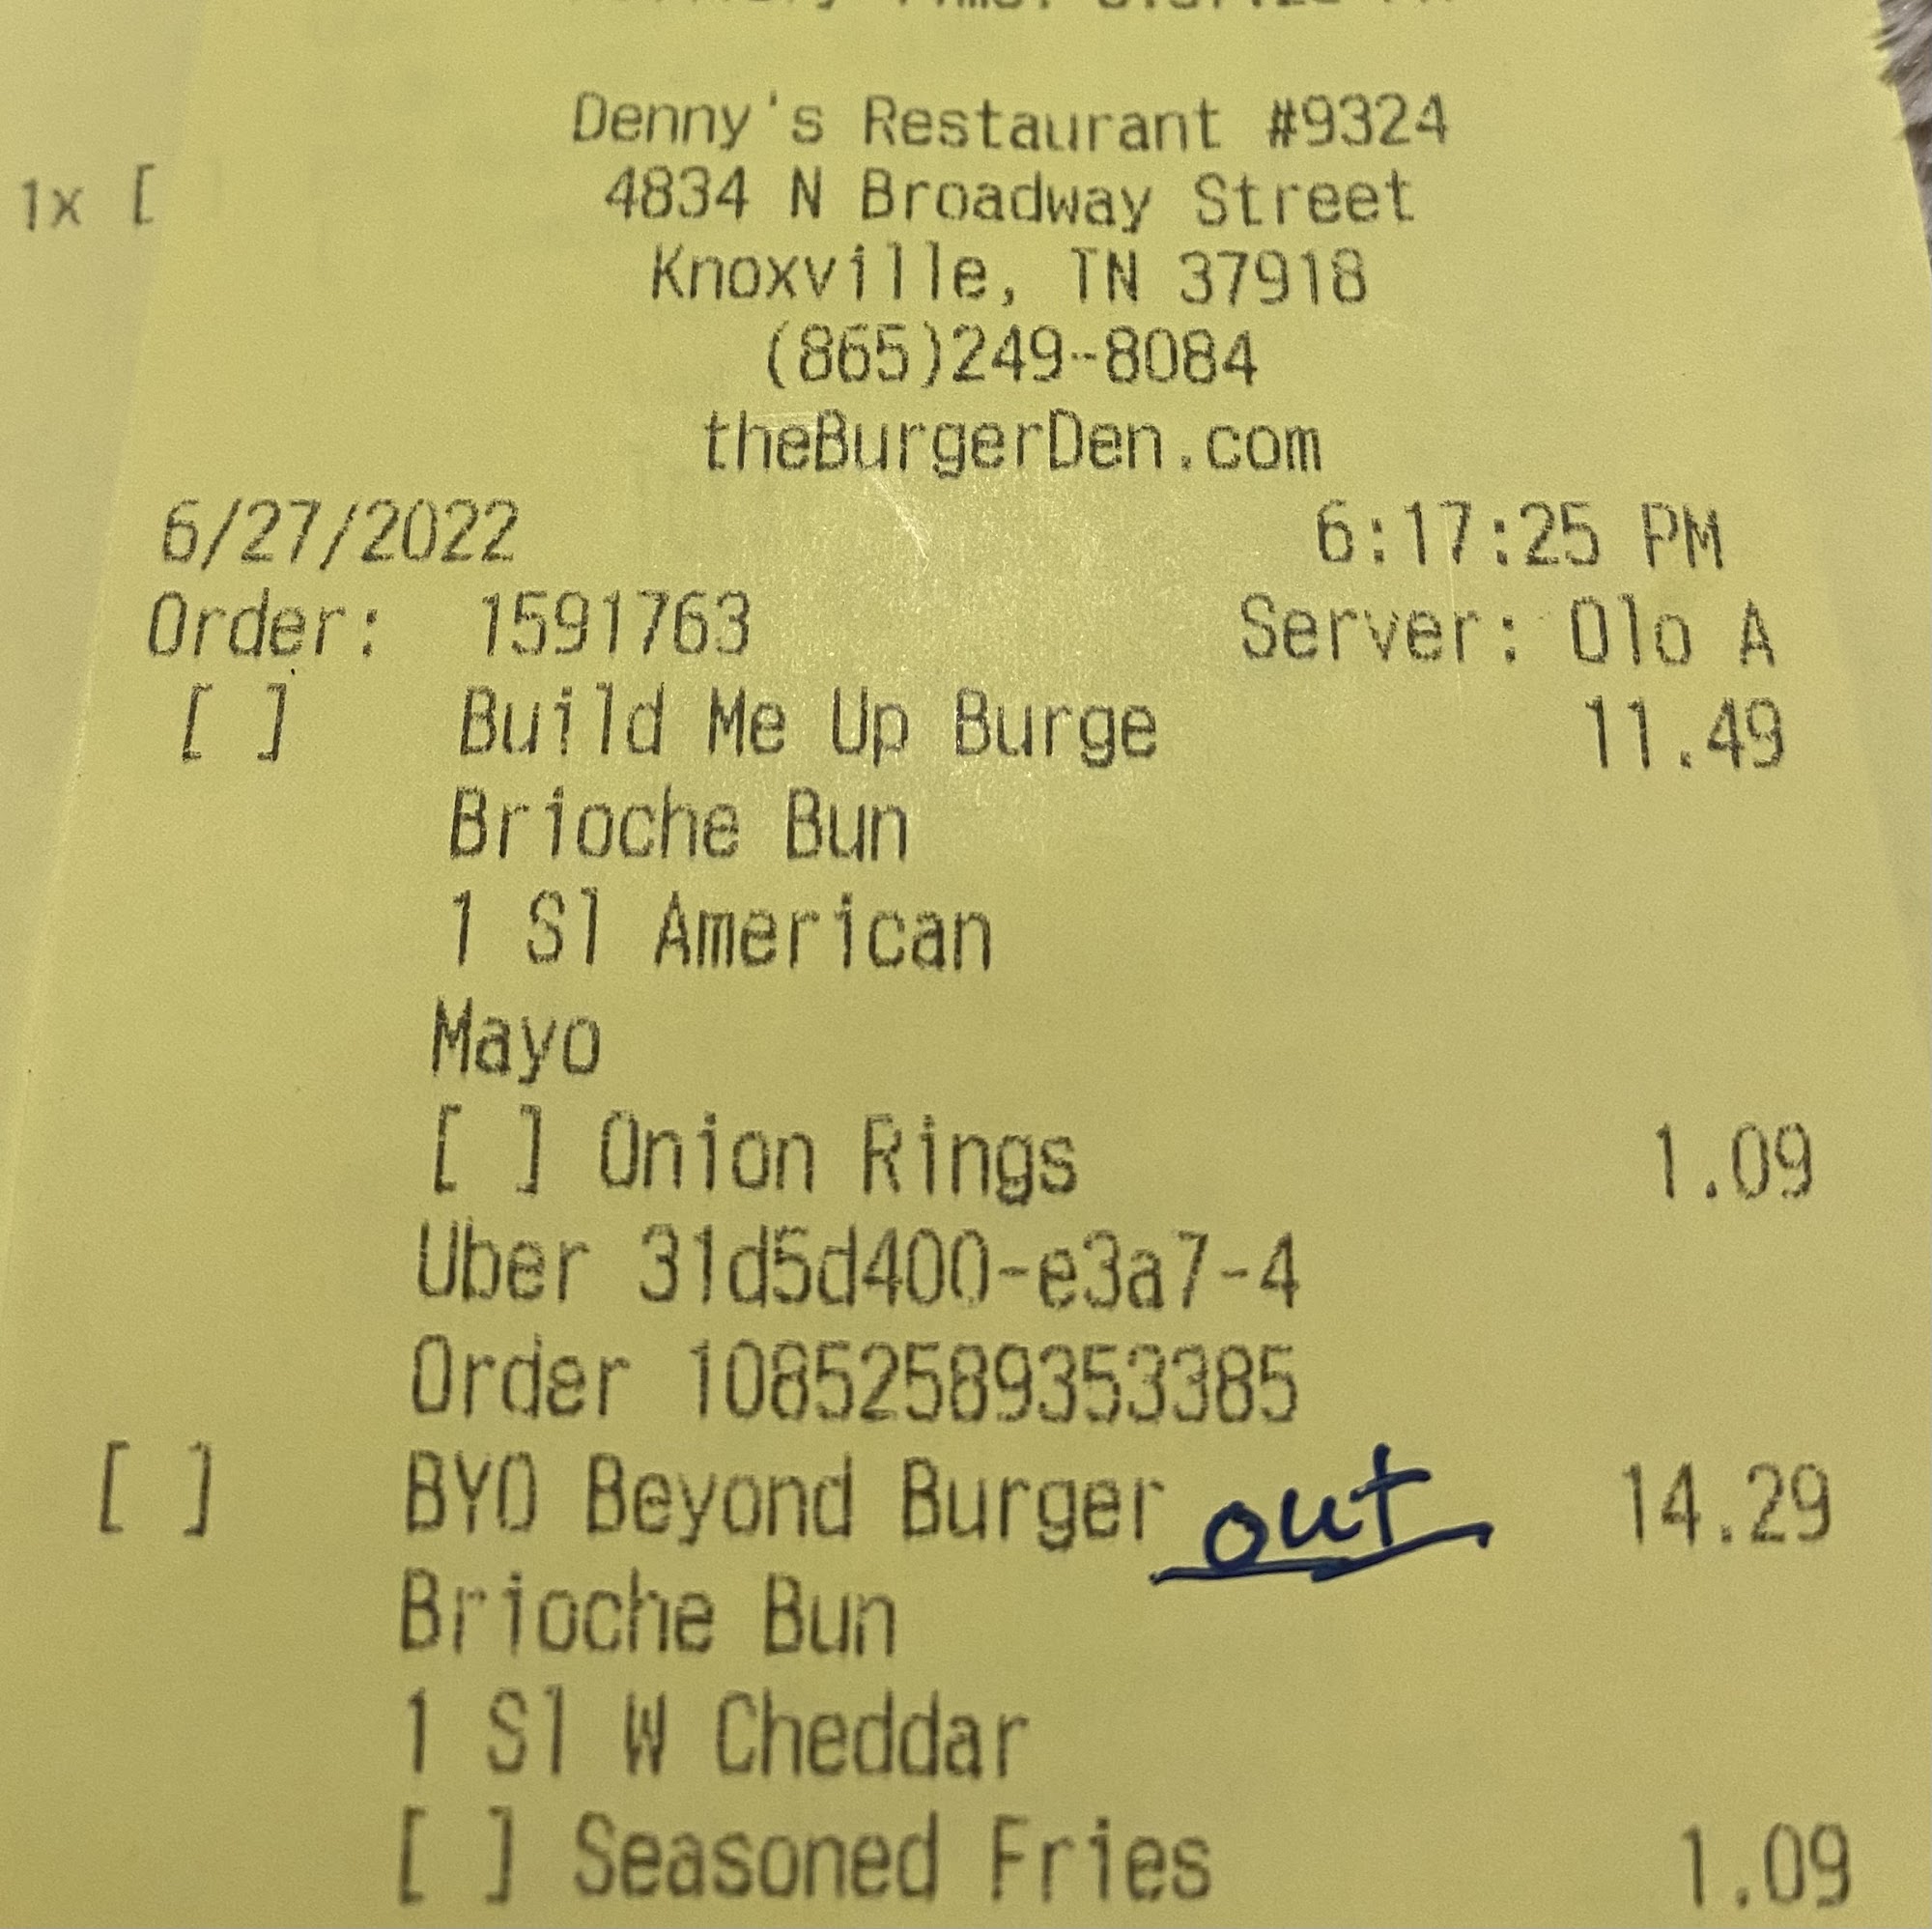 Denny's Restaurant #9324
1x [
4834 N Broadway Street
Knoxville, TN 37918
(865)249-8084
theBurgerDen.com
6/27/2022 6:17:25 PM
Order: 1591763 Server: Olo A
[ ] Build Me Up Burge 11.49
Brioche Bun
1 Sl American
Mayo
[ ] Onion Rings 1.09
Uber 31d5d400-e3a7-4
Order 10852589353385
[ ] BYO Beyond Burger out 14.29
Brioche Bun
1 Sl W Cheddar
[ ] Seasoned Fries 1.09